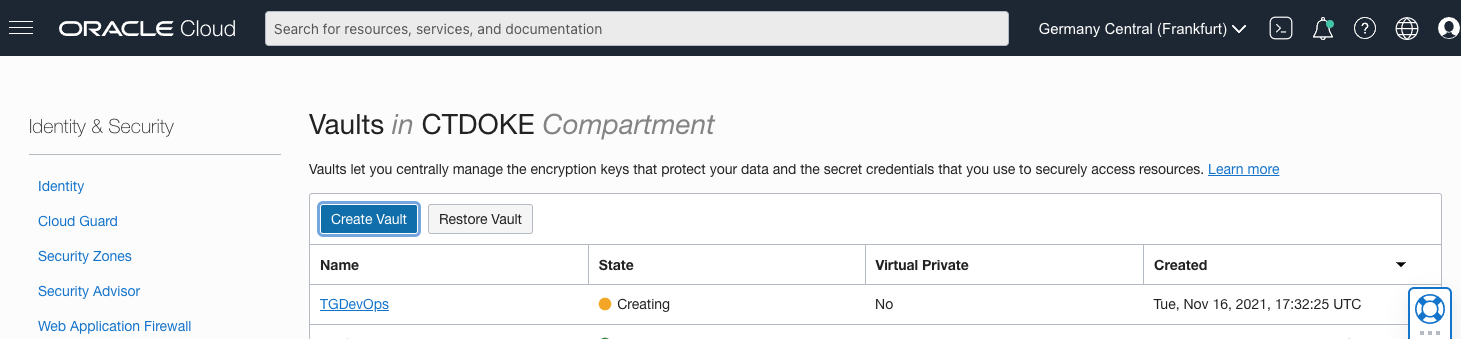 ORACLE Cloud
Search for resources, services, and documentation
Germany Central (Frankfurt)
Identity & Security
Identity
Cloud Guard
Security Zones
Security Advisor
Web Application Firewall
Vaults in CTDOKE Compartment
Vaults let you centrally manage the encryption keys that protect your data and the secret credentials that you use to securely access resources. Learn more
Create Vault Restore Vault
Name State Virtual Private Created
TGDevOps Creating No Tue, Nov 16, 2021, 17:32:25 UTC